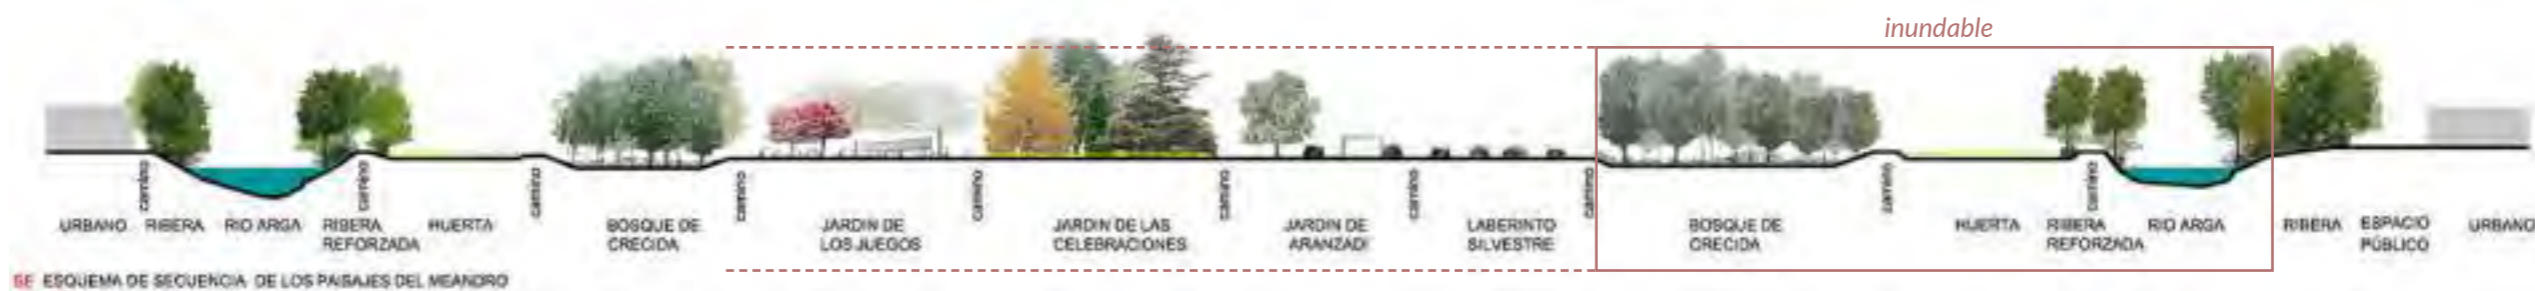 inundable
camino
camino
camino
camino
camino
camino
camino
camino
camino
camino
URBANO
RIBERA
RIO ARGA
RIBERA
REFORZADA
HUERTA
BOSQUE DE
CRECIDA
JARDIN DE
LOS JUEGOS
JARDIN DE LAS
CELEBRACIONES
JARDIN DE
ARANZADI
LABERINTO
SILVESTRE
BOSQUE DE
CRECIDA
HUERTA
RIBERA
REFORZADA
RIO ARGA
RIBERA
ESPACIO
PÚBLICO
URBANO
ESQUEMA DE SECUENCIA DE LOS PAISAJES DEL MEANDRO